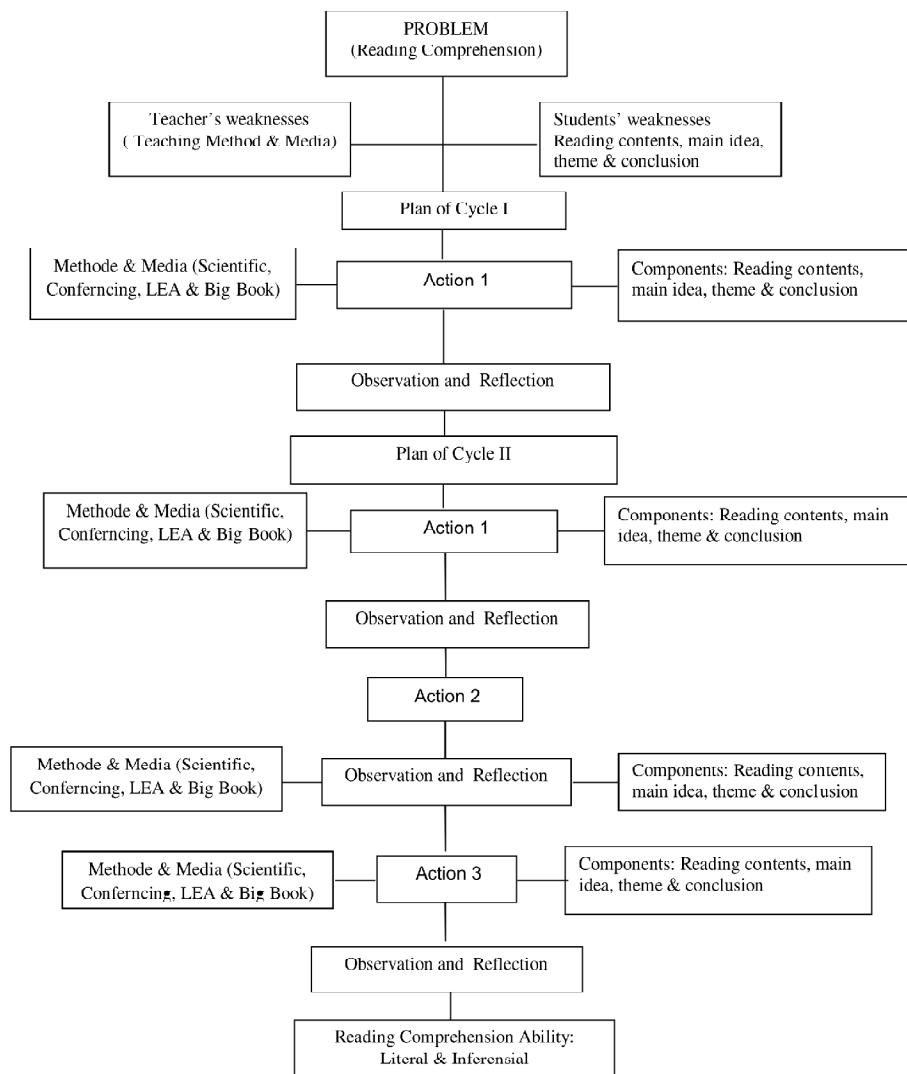 PROBLEM
(Reading Comprehension)
Teacher's weaknesses
( Teaching Method & Media)
Students' weaknesses
Reading contents, main idea,
theme & conclusion
Plan of Cycle I
Methode & Media (Scientific,
Conferncing, LEA & Big Book)
Action 1
Components: Reading contents,
main idea, theme & conclusion
Observation and Reflection
Plan of Cycle II
Methode & Media (Scientific,
Conferncing, LEA & Big Book)
Action 1
Components: Reading contents, main
idea, theme & conclusion
Observation and Reflection
Action 2
Methode & Media (Scientific,
Conferncing, LEA & Big Book)
Observation and Reflection
Components: Reading contents,
main idea, theme & conclusion
Methode & Media (Scientific,
Conferncing, LEA & Big Book)
Action 3
Components: Reading contents, main
idea, theme & conclusion
Observation and Reflection
Reading Comprehension Ability:
Literal & Inferensial